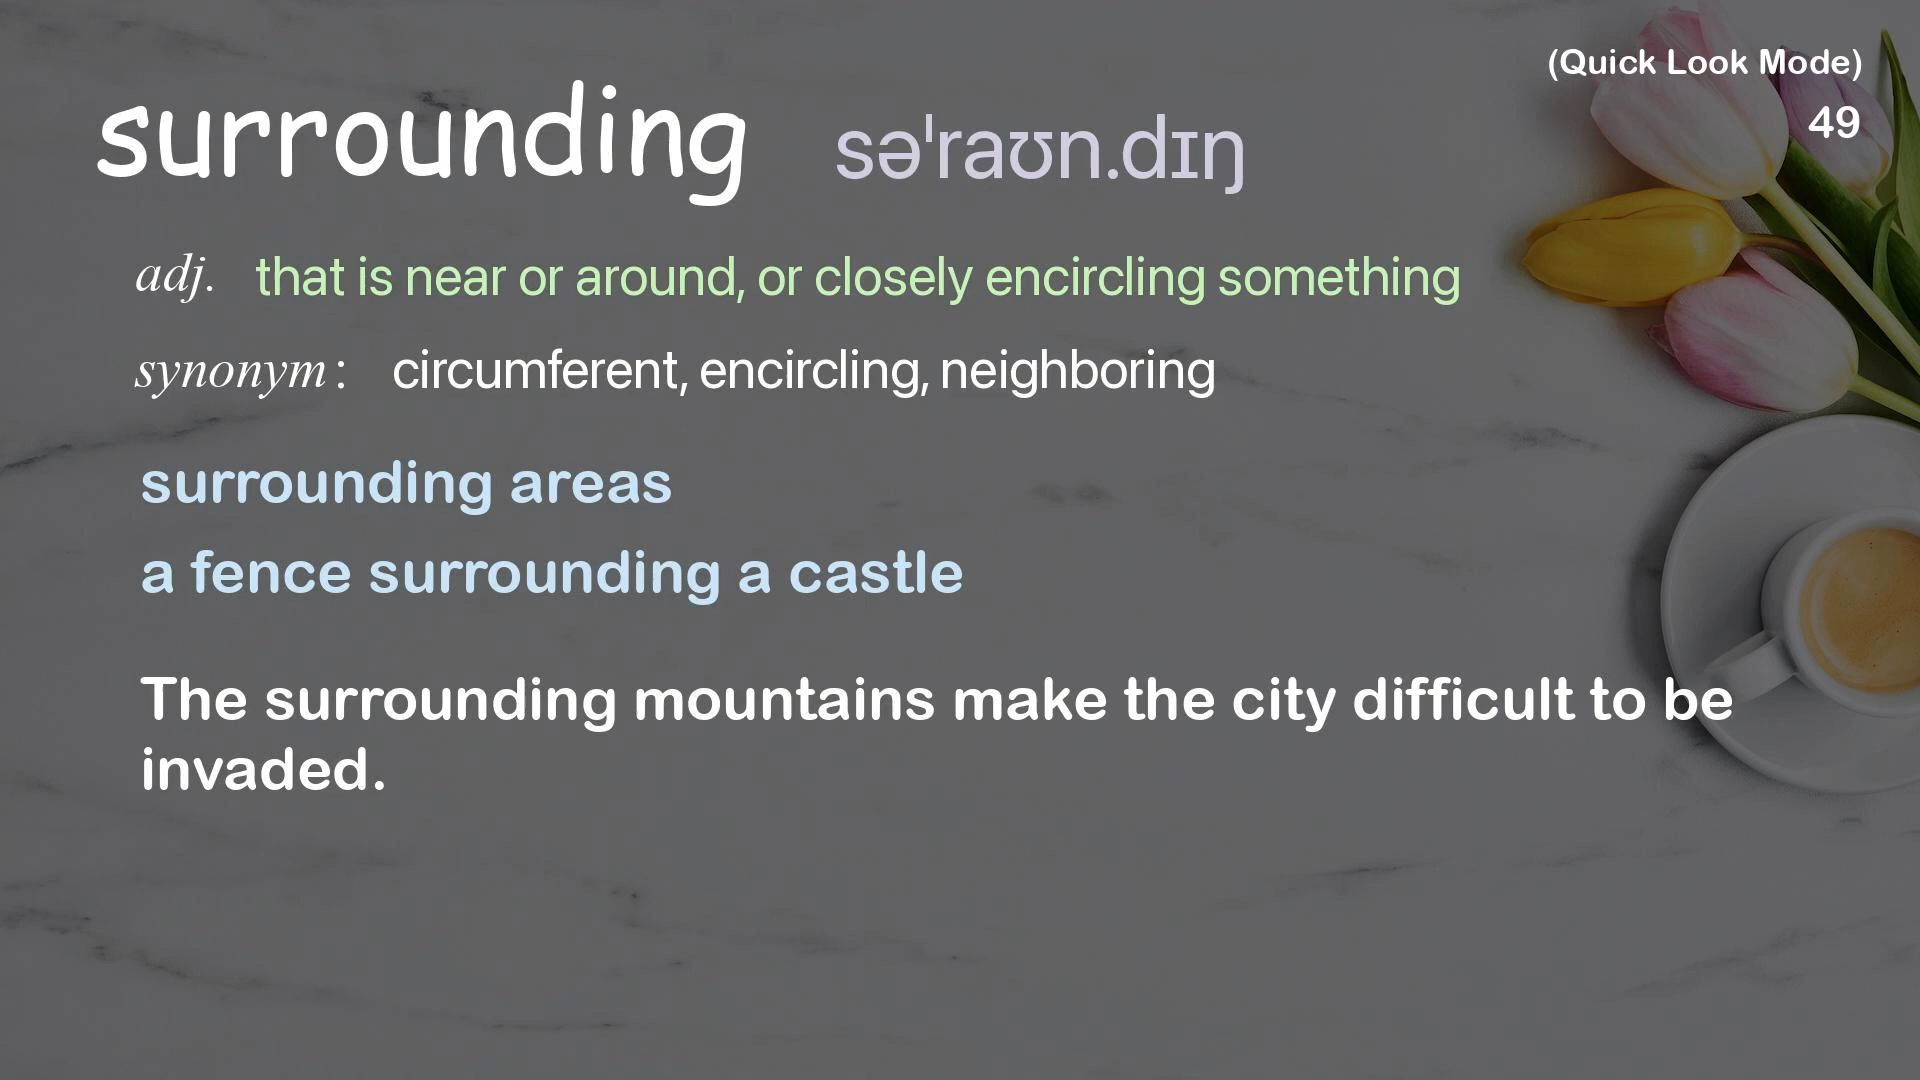 (Quick Look Mode)
49
surrounding səˈraʊn.dɪŋ
adj. that is near or around, or closely encircling something
synonym : circumferent, encircling, neighboring
surrounding areas
a fence surrounding a castle
The surrounding mountains make the city difficult to be
invaded.